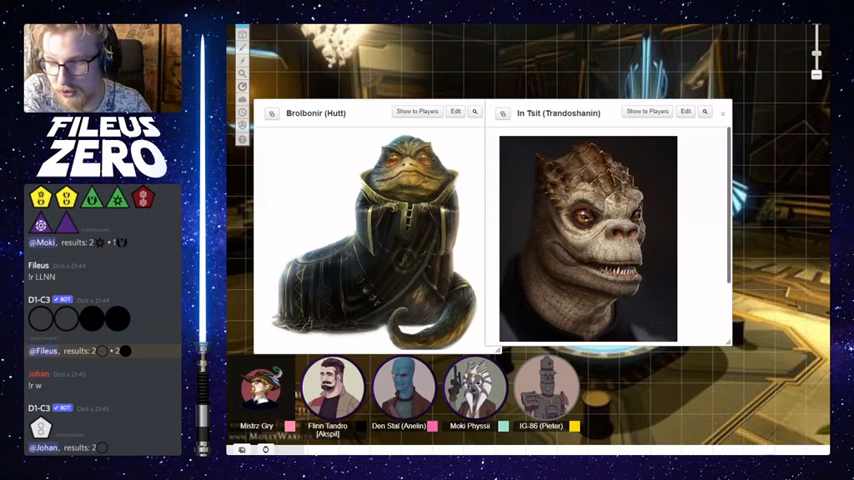 FILEUS
ZERO
@Moki, results: 2 • 1
Fileus
!r LLNN
D1-C3 ✓ BOT
@Fileus, results: 2 • 2
Johan
!r w
D1-C3 ✓ BOT
@Johan, results: 2
Brolbonir (Hutt)
Show to Players
Edit
In Tsit (Trandoshanin)
Show to Players
Edit
Mistrz Gry
Flinn Tandro
[Akspil]
Den Stal (Anelin)
Moki Physsii
IG-86 (Pieter)